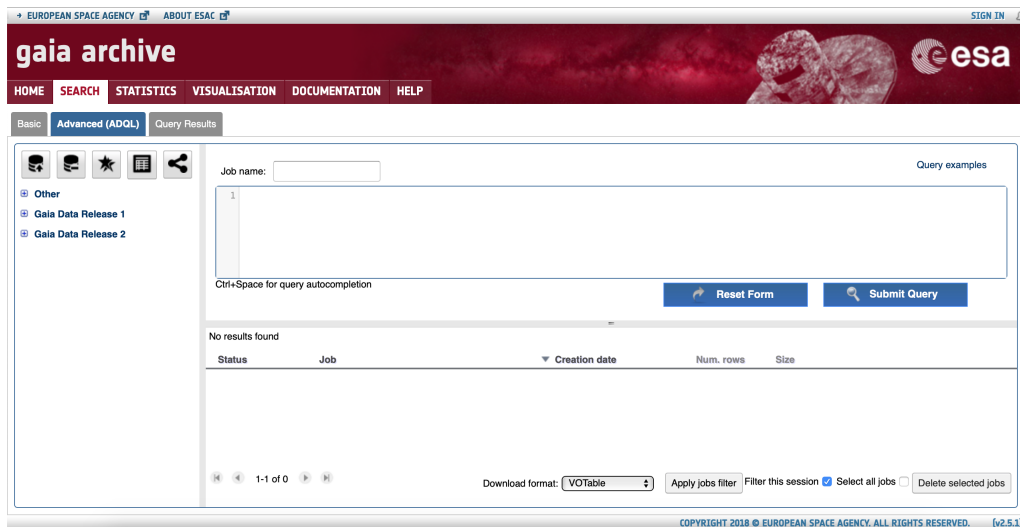 EUROPEAN SPACE AGENCY ABOUT ESAC SIGN IN
gaia archive
esa
HOME SEARCH STATISTICS VISUALISATION DOCUMENTATION HELP
Basic Advanced (ADQL) Query Results
Job name: Query examples
Other
Gaia Data Release 1
Gaia Data Release 2
1
Ctrl+Space for query autocompletion
Reset Form Submit Query
No results found
Status Job Creation date Num. rows Size
1-1 of 0 Download format: VOTable Apply jobs filter Filter this session Select all jobs Delete selected jobs
COPYRIGHT 2018 © EUROPEAN SPACE AGENCY. ALL RIGHTS RESERVED. [v2.5.1